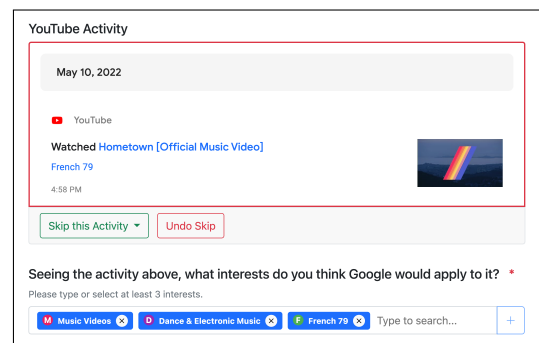 YouTube Activity
May 10, 2022
YouTube
Watched Hometown [Official Music Video]
French 79
4:58 PM
Skip this Activity
Undo Skip
Seeing the activity above, what interests do you think Google would apply to it? *
Please type or select at least 3 interests.
M Music Videos D Dance & Electronic Music F French 79 Type to search... +